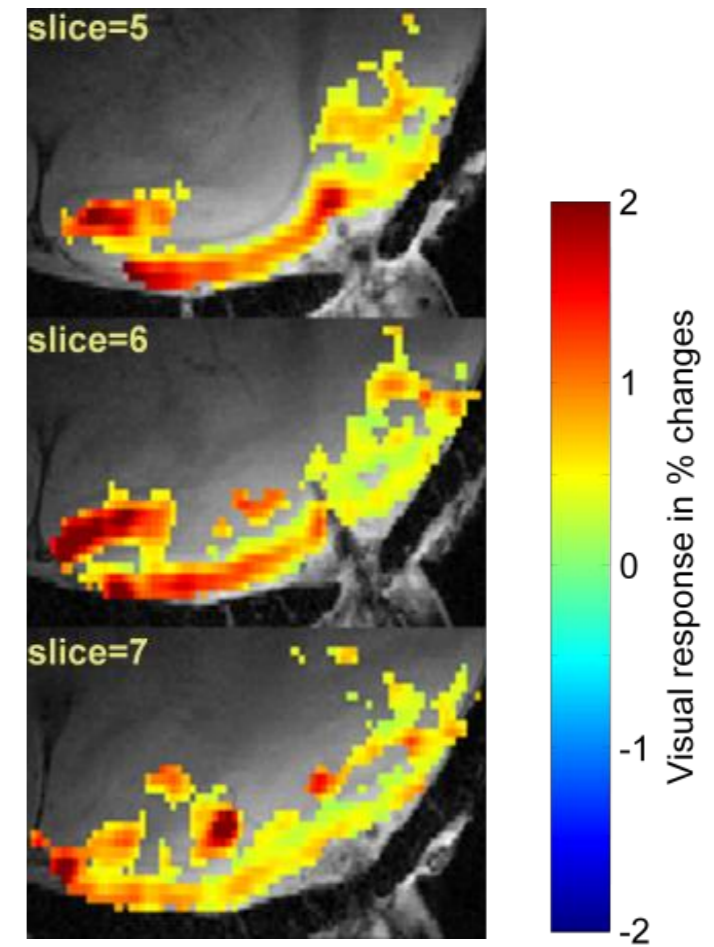 slice=5
slice=6
slice=7
2
1
0
-1
-2
Visual response in % changes